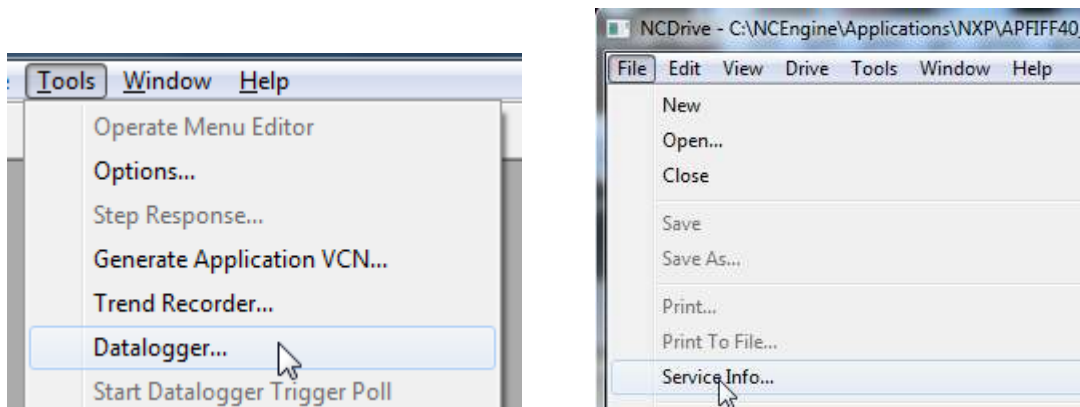 Tools Window Help
Operate Menu Editor
Options...
Step Response...
Generate Application VCN...
Trend Recorder...
Datalogger...
Start Datalogger Trigger Poll
NCDrive - C:\NCEngine\Applications\NXP\APFIFF40
File Edit View Drive Tools Window Help
New
Open...
Close
Save
Save As...
Print...
Print To File...
Service Info...